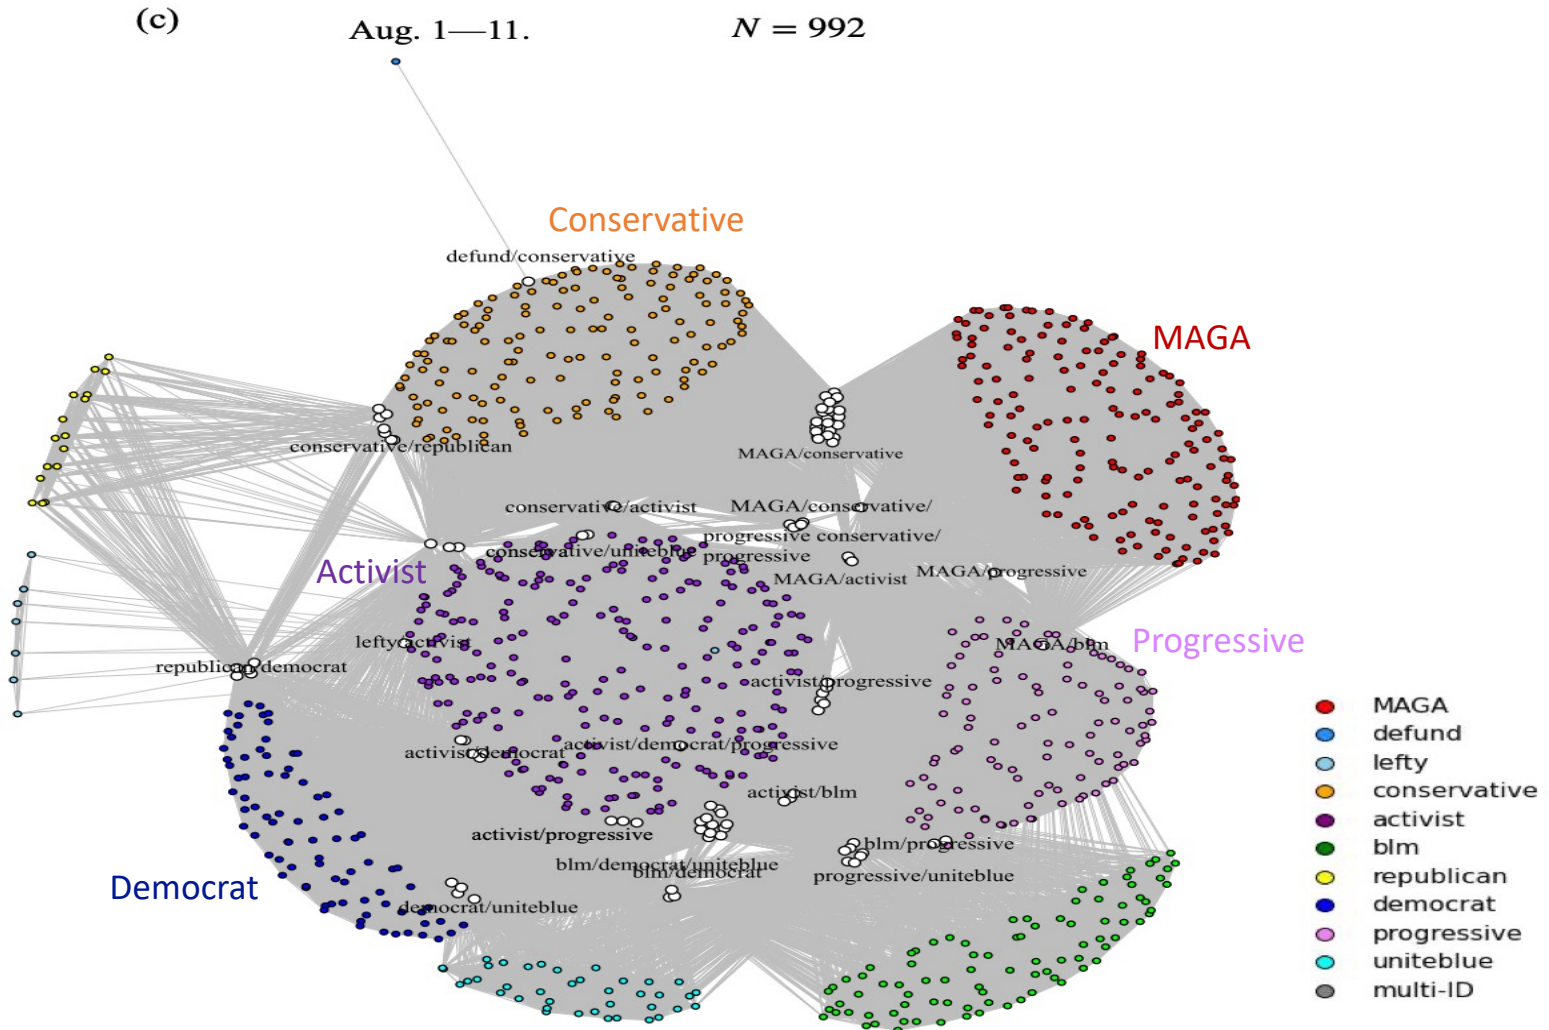 (c)
Aug. 1—11.
N = 992
Conservative
defund/conservative
MAGA
conservative/republican
MAGA/conservative
conservative/activist
MAGA/conservative/
progressive conservative/
conservative/uniteblue
progressive
Activist
MAGA/activist
MAGA/progressive
lefty/activist
MAGA/blm
Progressive
republican/democrat
activist/progressive
activist/democrat
activist/democrat/progressive
activist/blm
activist/progressive
blm/progressive
blm/democrat/uniteblue
blm/democrat
progressive/uniteblue
Democrat
democrat/uniteblue
MAGA
defund
lefty
conservative
activist
blm
republican
democrat
progressive
uniteblue
multi-ID